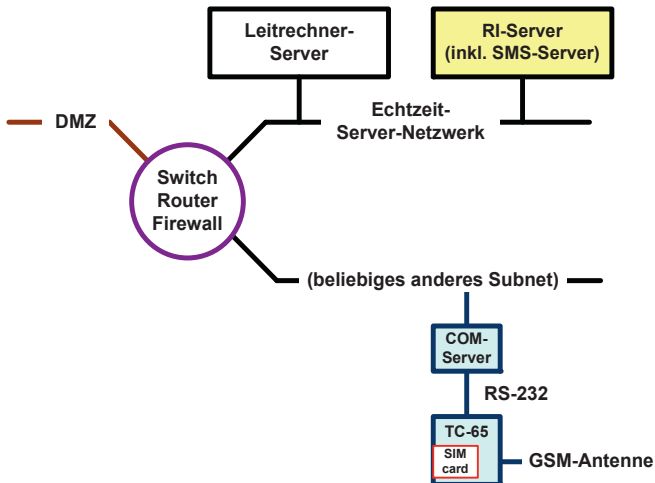 Leitrechner-
Server
RI-Server
(inkl. SMS-Server)
DMZ
Echtzeit-
Server-Netzwerk
Switch
Router
Firewall
(beliebiges anderes Subnet)
COM-
Server
RS-232
TC-65
SIM
card
GSM-Antenne